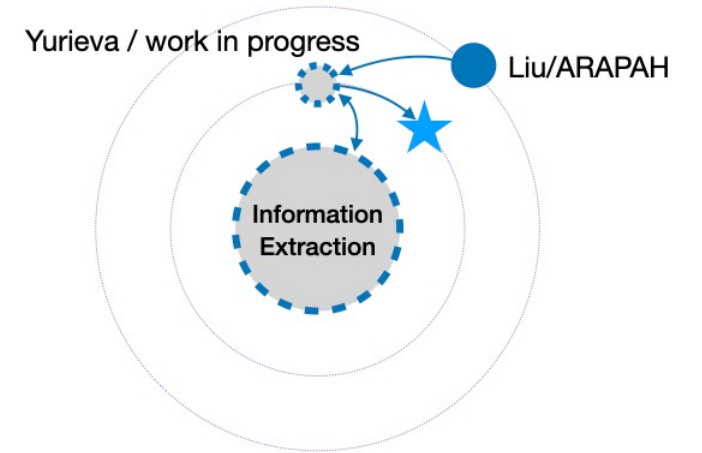 Yurieva / work in progress
Liu/ARAPAH
Information
Extraction